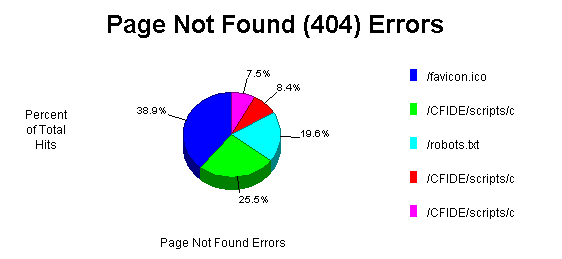 Page Not Found (404) Errors
Percent
of Total
Hits
7.5%
8.4%
38.9%
19.6%
25.5%
/favicon.ico
/CFIDE/scripts/c
/robots.txt
/CFIDE/scripts/c
/CFIDE/scripts/c
Page Not Found Errors